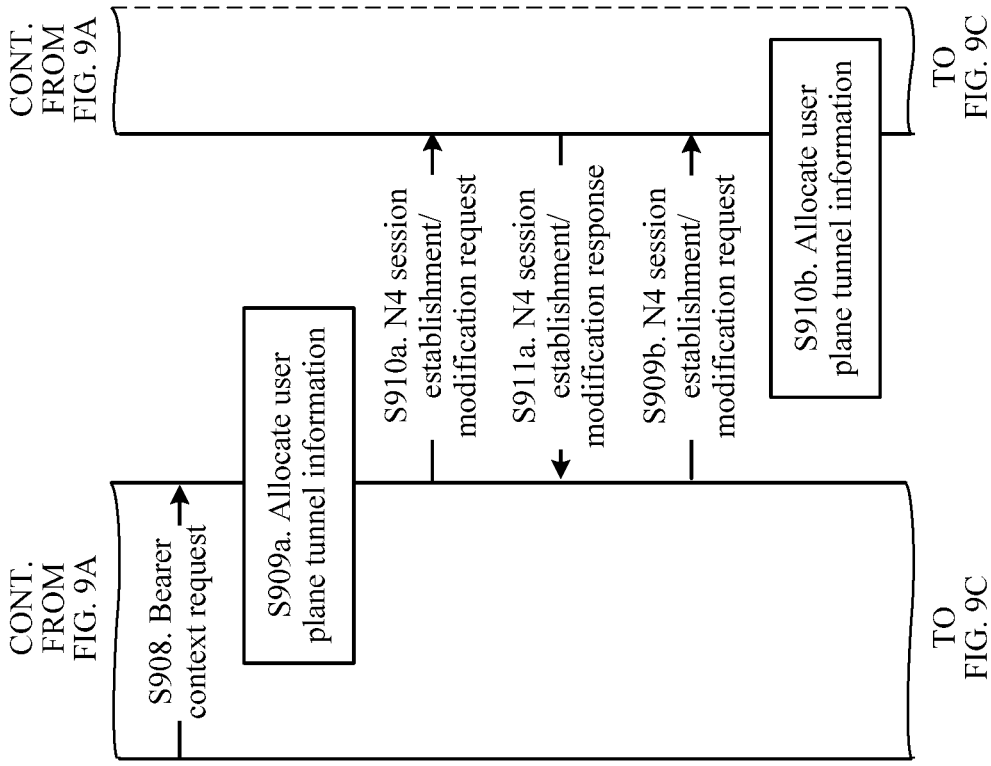 CONT.
FROM
FIG. 9A
CONT.
FROM
FIG. 9A
S908. Bearer
context request
S909a. Allocate user
plane tunnel information
S910a. N4 session
establishment/
modification request
S911a. N4 session
establishment/
modification response
S909b. N4 session
establishment/
modification request
S910b. Allocate user
plane tunnel information
TO
FIG. 9C
TO
FIG. 9C